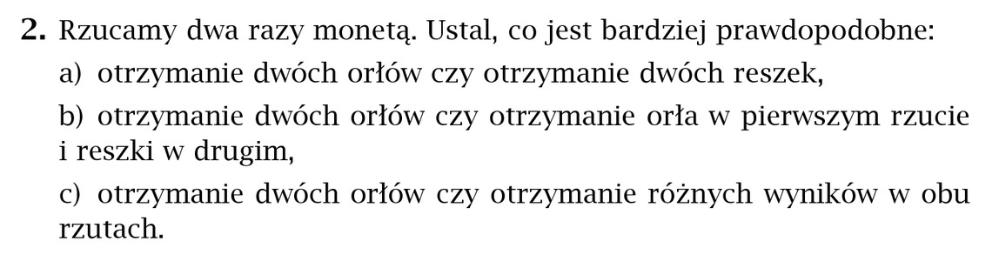 2. Rzucamy dwa razy monetą. Ustal, co jest bardziej prawdopodobne:
a) otrzymanie dwóch orłów czy otrzymanie dwóch reszek,
b) otrzymanie dwóch orłów czy otrzymanie orła w pierwszym rzucie
i reszki w drugim,
c) otrzymanie dwóch orłów czy otrzymanie różnych wyników w obu
rzutach.